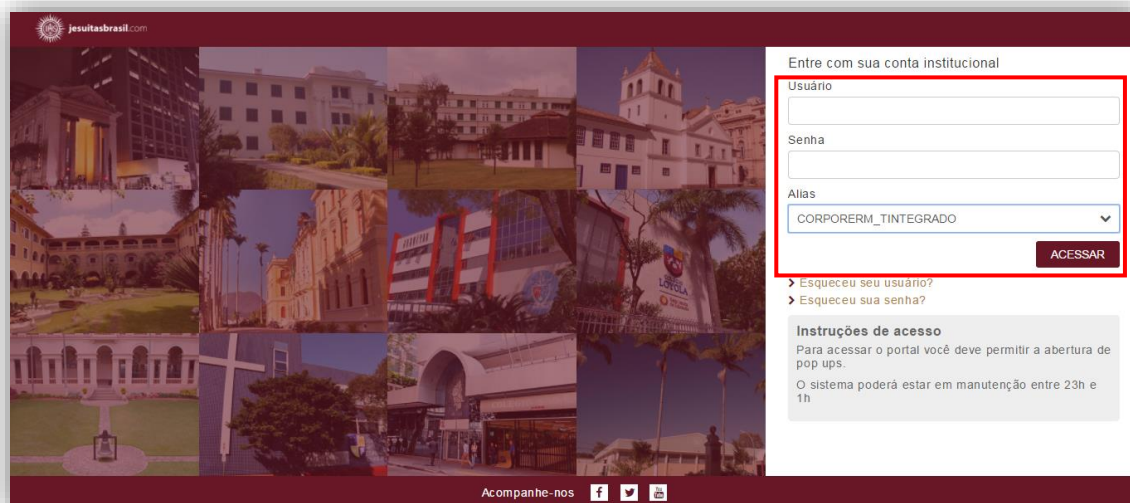 jesuitasbrasil.com
Entre com sua conta institucional
Usuário
Senha
Alias
CORPORERM_TINTEGRADO
ACESSAR
Esqueceu seu usuário?
Esqueceu sua senha?
Instruções de acesso
Para acessar o portal você deve permitir a abertura de
pop ups.
O sistema poderá estar em manutenção entre 23h e
1h
LOYOLA
Acompanhe-nos